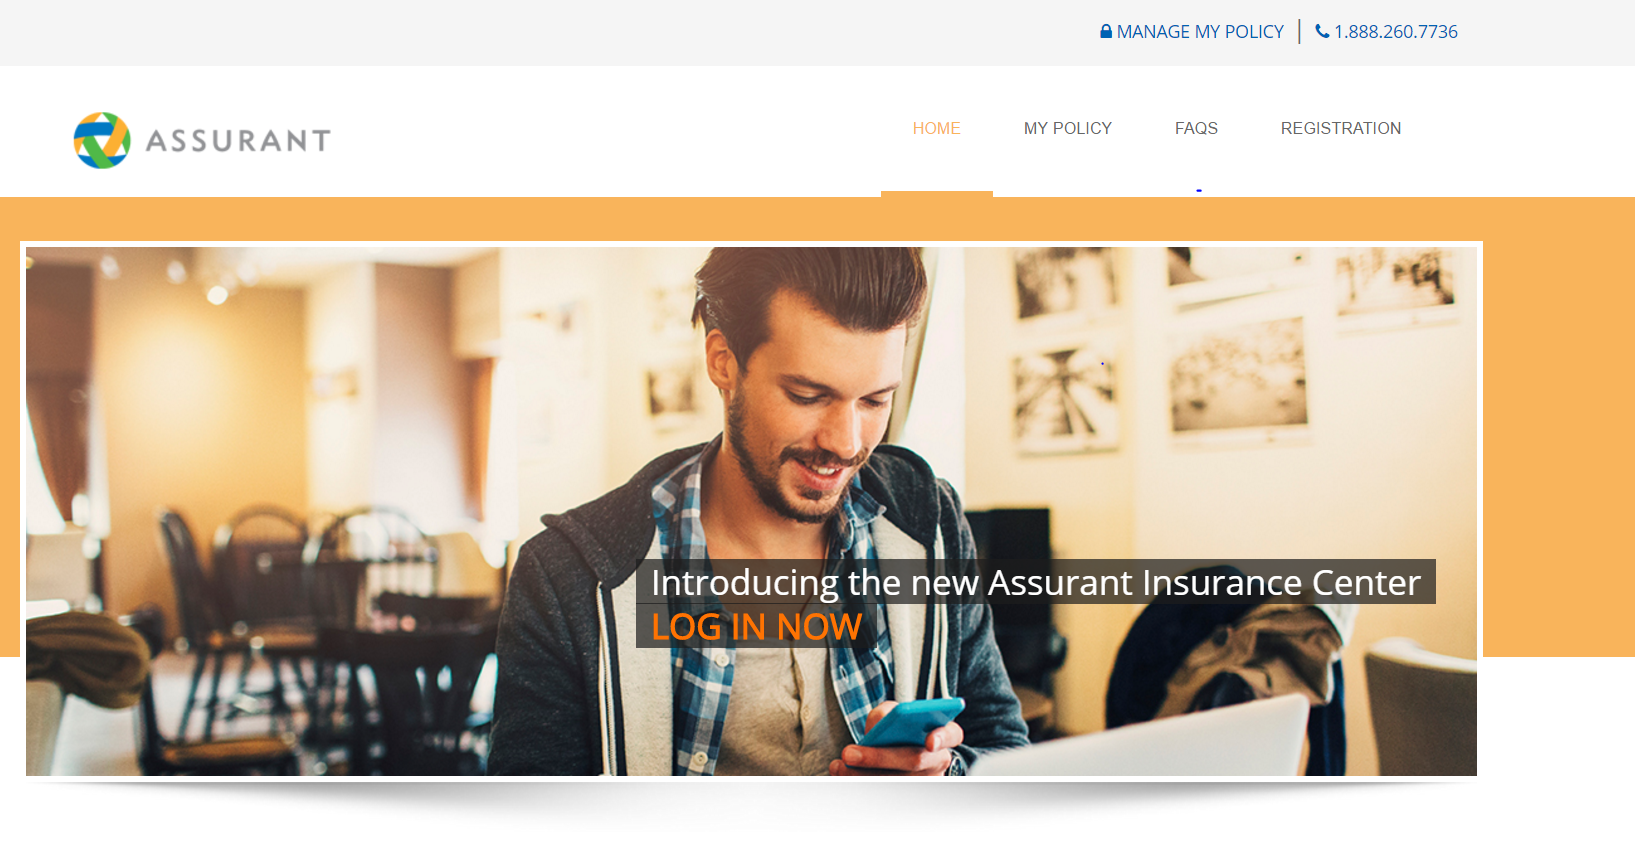 MANAGE MY POLICY | 1.888.260.7736
ASSURANT
HOME MY POLICY FAQS REGISTRATION
Introducing the new Assurant Insurance Center
LOG IN NOW